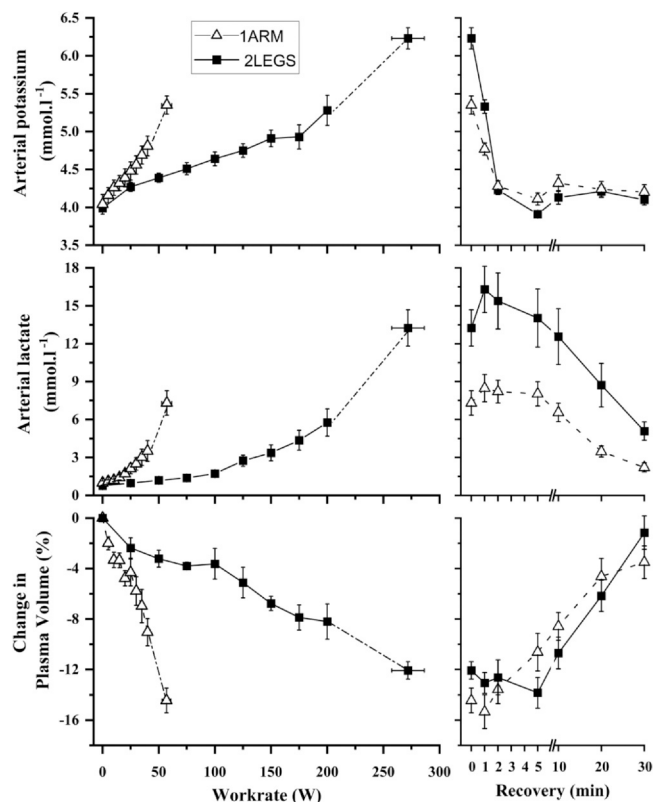 1ARM
2LEGS
Arterial potassium
(mmol.l⁻¹)
6.5
6.0
5.5
5.0
4.5
4.0
3.5
Arterial lactate
(mmol.l⁻¹)
18
15
12
9
6
3
0
Change in
Plasma Volume (%)
0
-4
-8
-12
-16
0 50 100 150 200 250 300
0 1 2 3 4 5 10 20 30
Workrate (W)
Recovery (min)